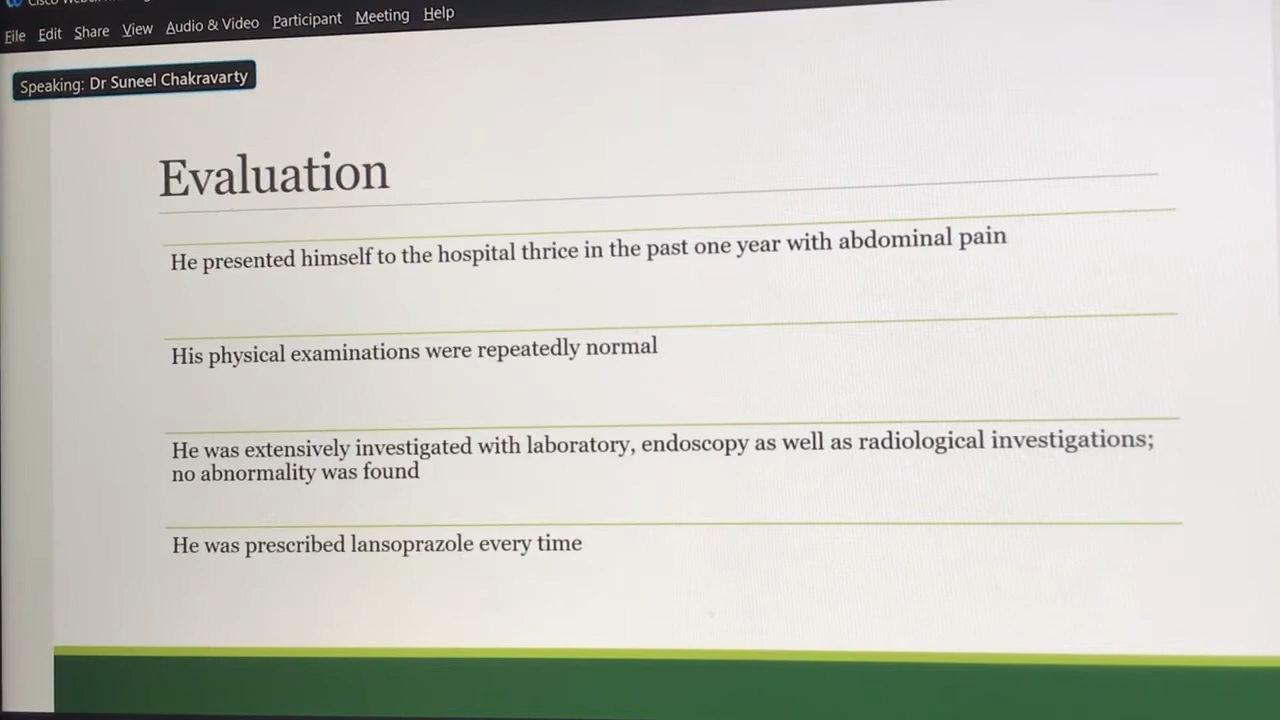 File Edit Share View Audio & Video Participant Meeting Help
Speaking: Dr Suneel Chakravarty
Evaluation
He presented himself to the hospital thrice in the past one year with abdominal pain
His physical examinations were repeatedly normal
He was extensively investigated with laboratory, endoscopy as well as radiological investigations;
no abnormality was found
He was prescribed lansoprazole every time